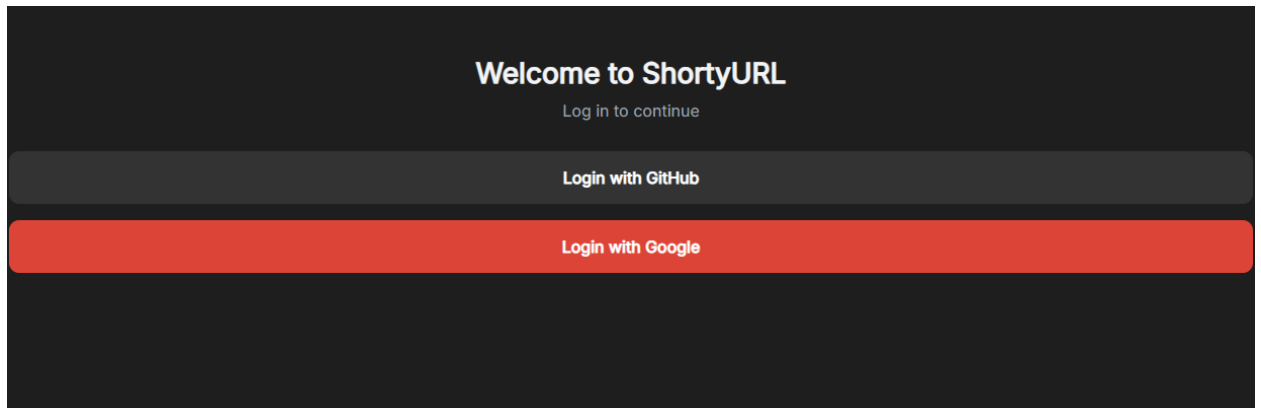 Welcome to ShortyURL
Log in to continue
Login with GitHub
Login with Google